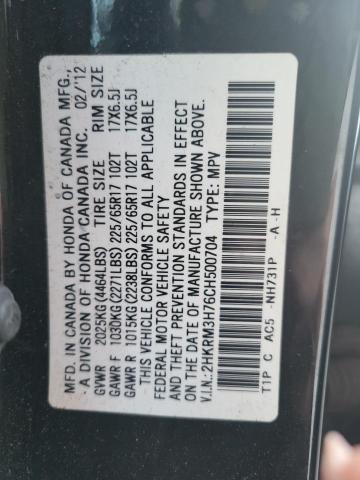 MFD. IN CANADA BY HONDA OF CANADA MFG.,
A DIVISION OF HONDA CANADA INC. 02/'12
GVWR 2025KG(4464LBS) TIRE SIZE RIM SIZE
GAWR F 1030KG(2271LBS) 225/65R17 102T 17X6.5J
GAWR R 1015KG(2238LBS) 225/65R17 102T 17X6.5J
THIS VEHICLE CONFORMS TO ALL APPLICABLE
FEDERAL MOTOR VEHICLE SAFETY
AND THEFT PREVENTION STANDARDS IN EFFECT
ON THE DATE OF MANUFACTURE SHOWN ABOVE.
V.I.N.: 2HKRM3H76CH500704 TYPE: MPV
T1P C AC5 -NH731P -A -H